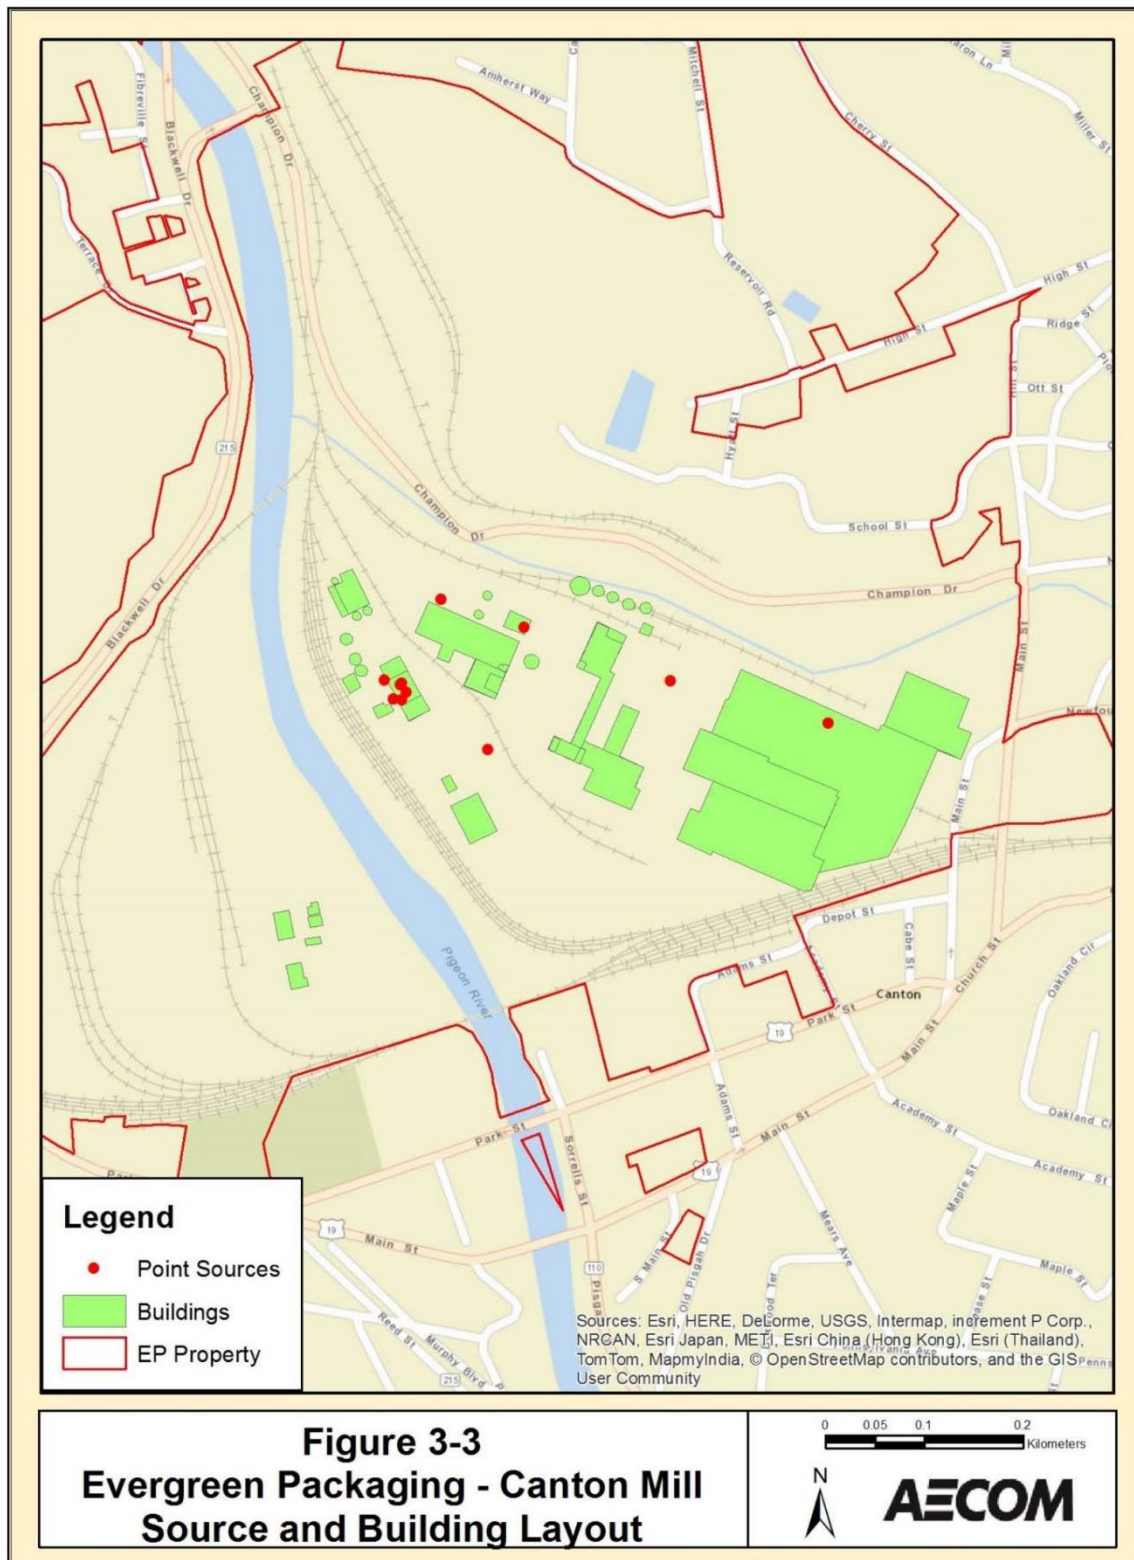 Amherst Way
Mitchell St
Miller St
Fibreville St
Blackwell Dr
Champion Dr
Cherry St
Terrace
Reservoir Rd
High St
High St
Ridge St
Hill St
Ott St
Hyatt St
215
Champion Dr
School St
Champion Dr
Blackwell Dr
Main St
Main St
Depot St
Adams St
Academy St
Cabe St
Church St
Oakland Cir
Pigeon River
Canton
Park St
19
Main St
Adams St
Academy St
Oakland
Park St
Sorrells St
Main St
19
Academy St
Maple St
Mears Ave
Maple St
S Main St
Old Pisgah Dr
19
Main St
110
Reed St
Murphy Blvd
215
Legend
Point Sources
Buildings
EP Property
Sources: Esri, HERE, DeLorme, USGS, Intermap, increment P Corp.,
NRCAN, Esri Japan, METI, Esri China (Hong Kong), Esri (Thailand),
TomTom, MapmyIndia, © OpenStreetMap contributors, and the GIS
User Community
Figure 3-3
Evergreen Packaging - Canton Mill
Source and Building Layout
0 0.05 0.1 0.2
Kilometers
N
AECOM